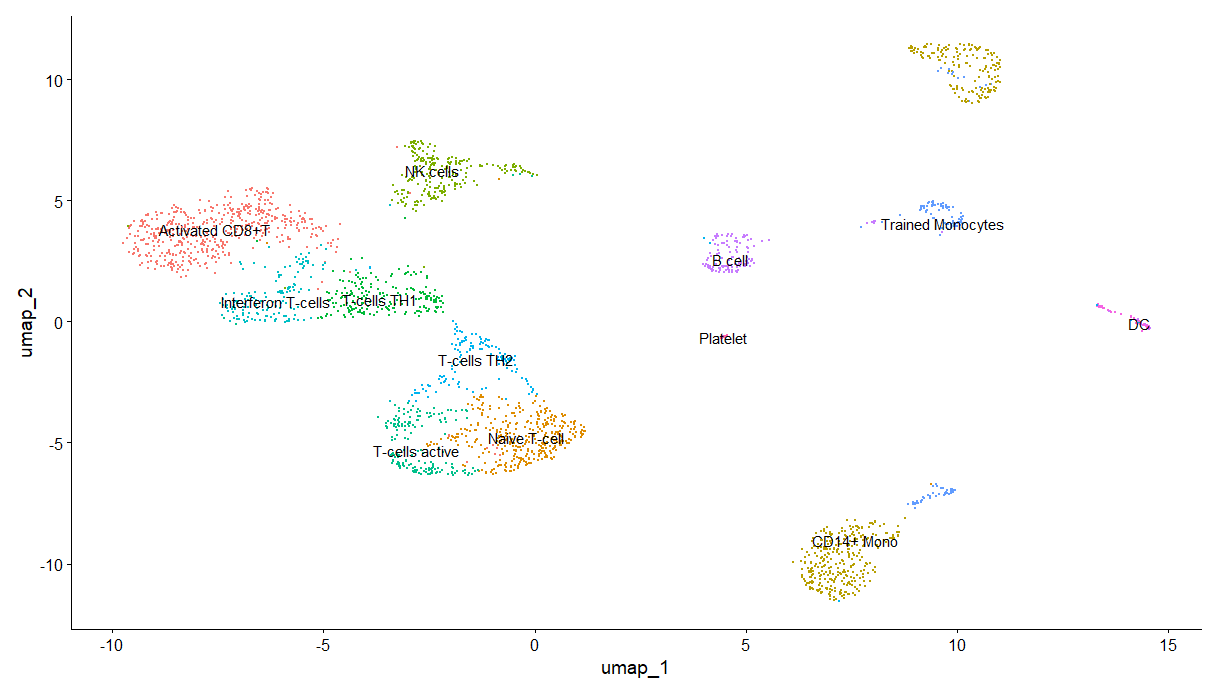 10
5
0
-5
-10
umap_2
NK cells
Activated CD8+T
Trained Monocytes
B cell
Interferon T-cells
T-cells TH1
Platelet
DC
T-cells TH2
Naive T-cell
T-cells active
CD14+ Mono
-10
-5
0
5
10
15
umap_1